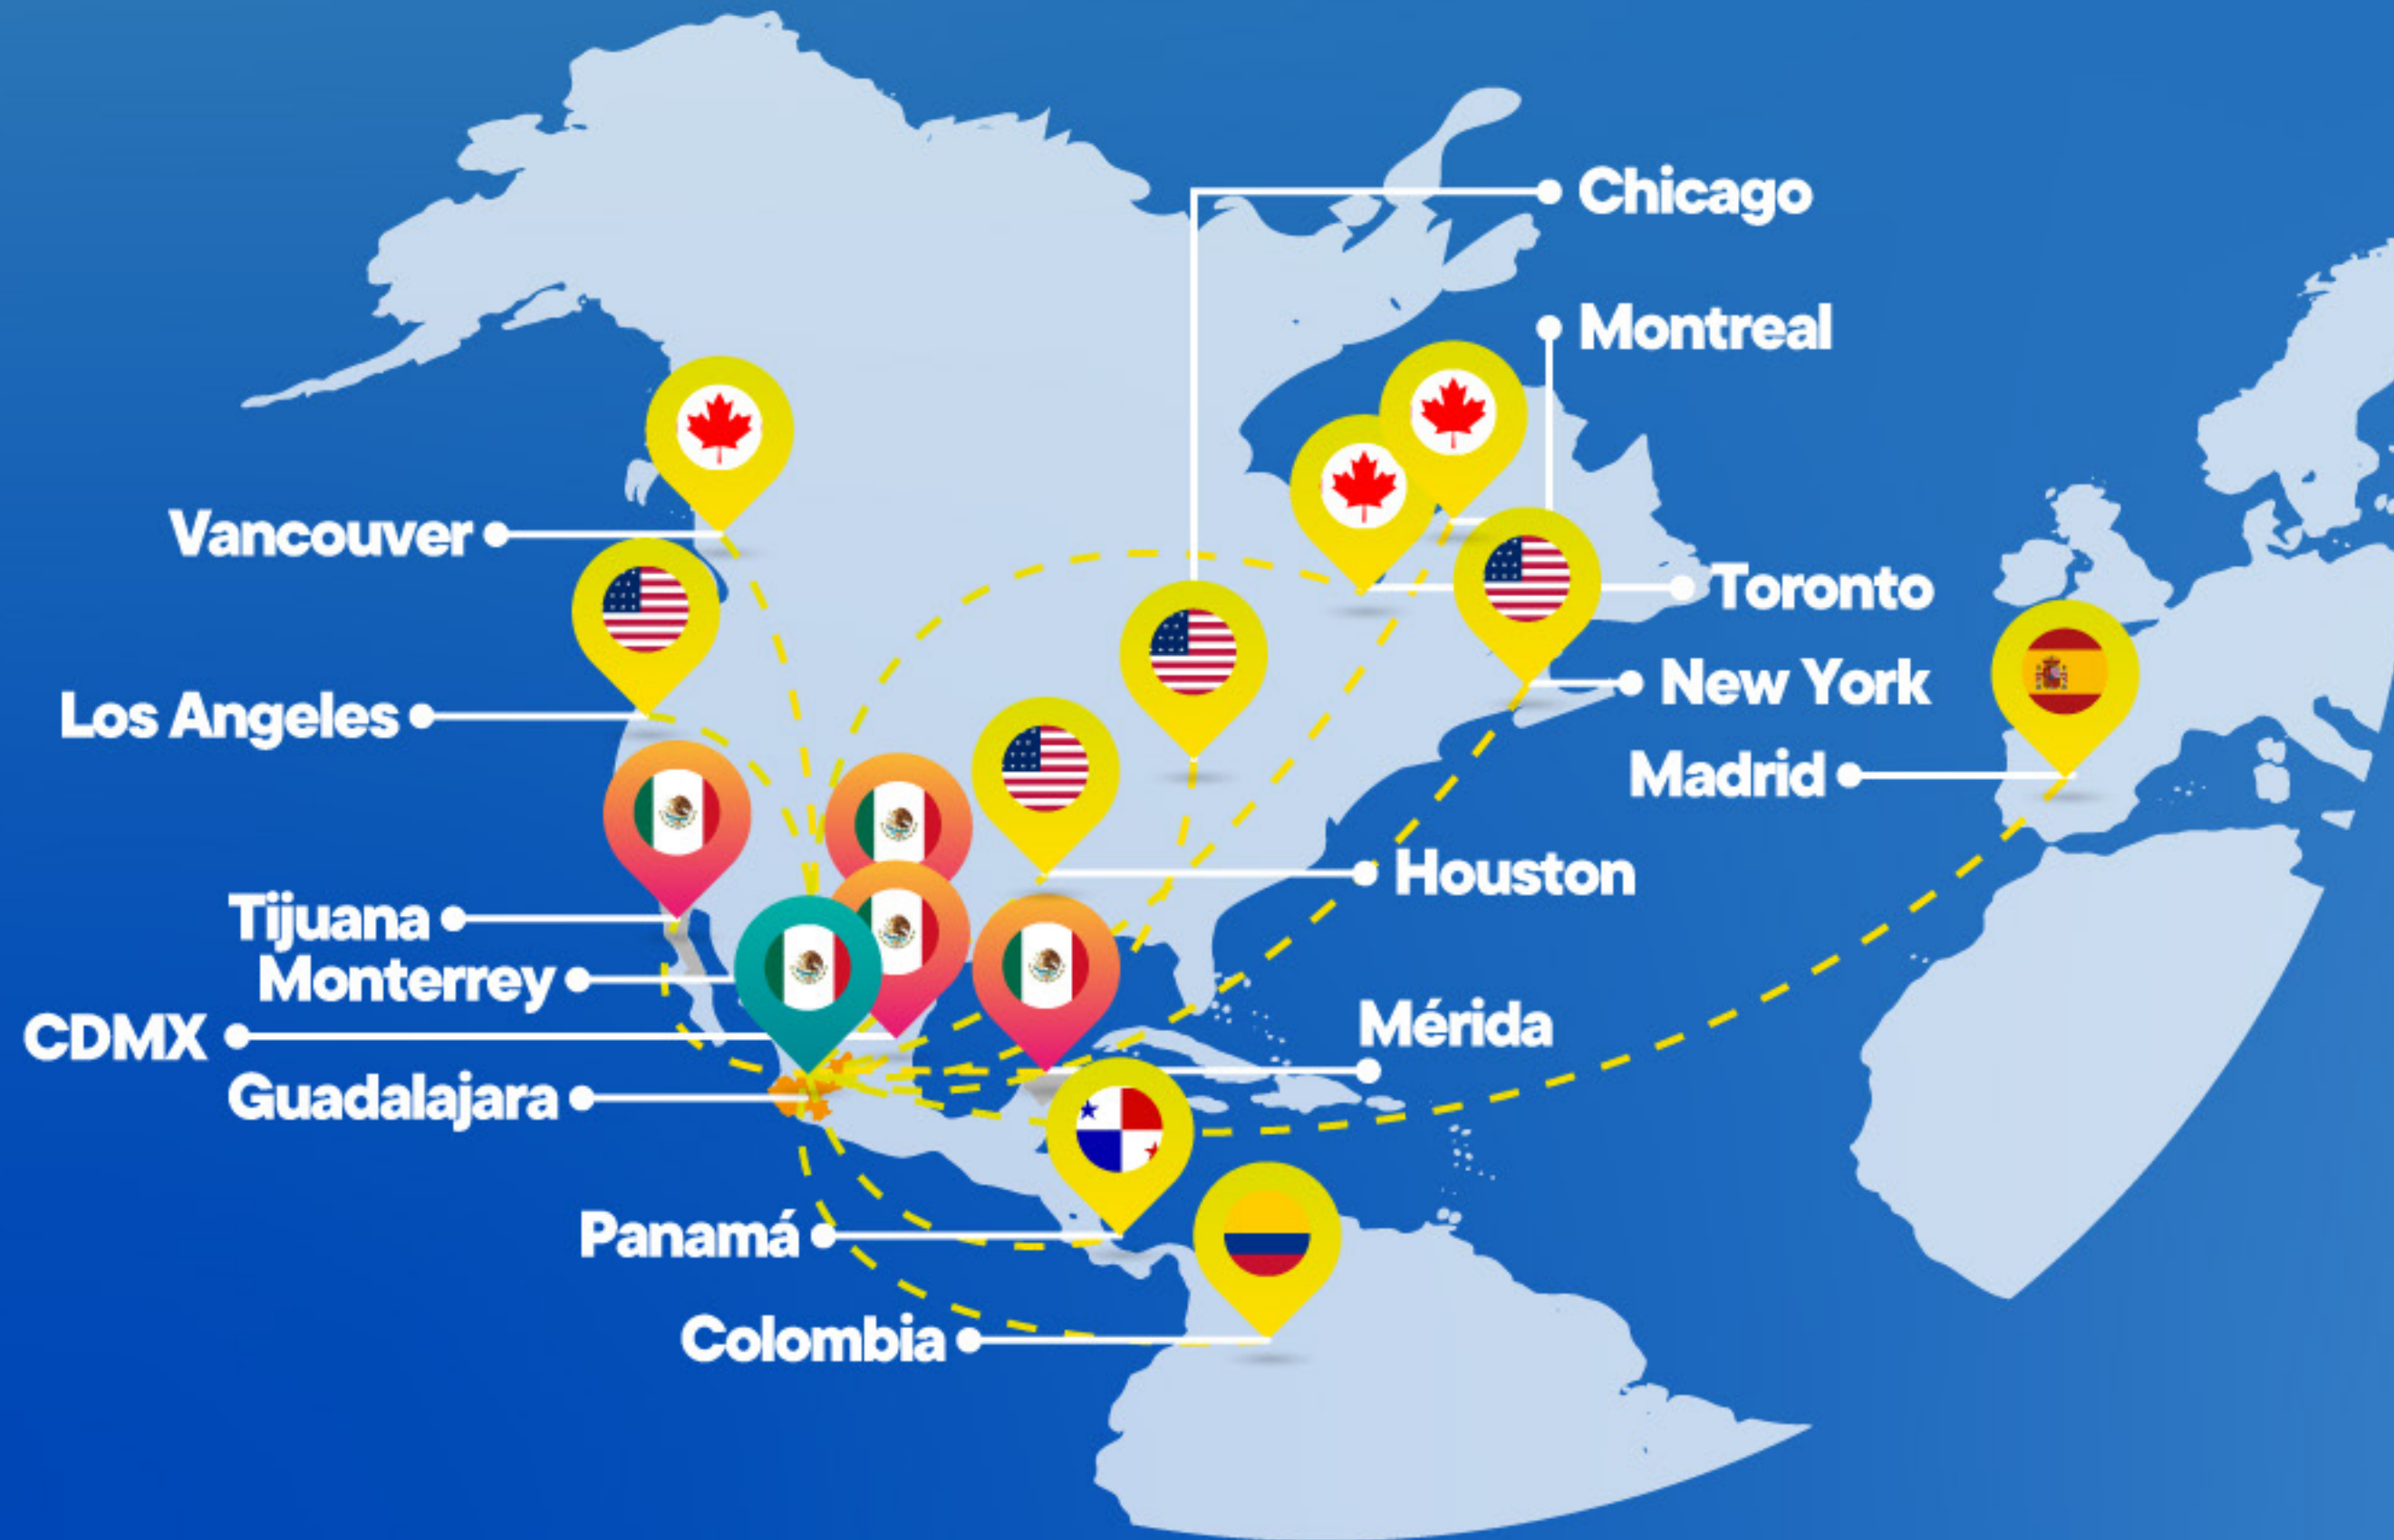 Chicago
Montreal
Vancouver
Toronto
New York
Los Angeles
Madrid
Houston
Tijuana
Monterrey
Mérida
CDMX
Guadalajara
Panamá
Colombia